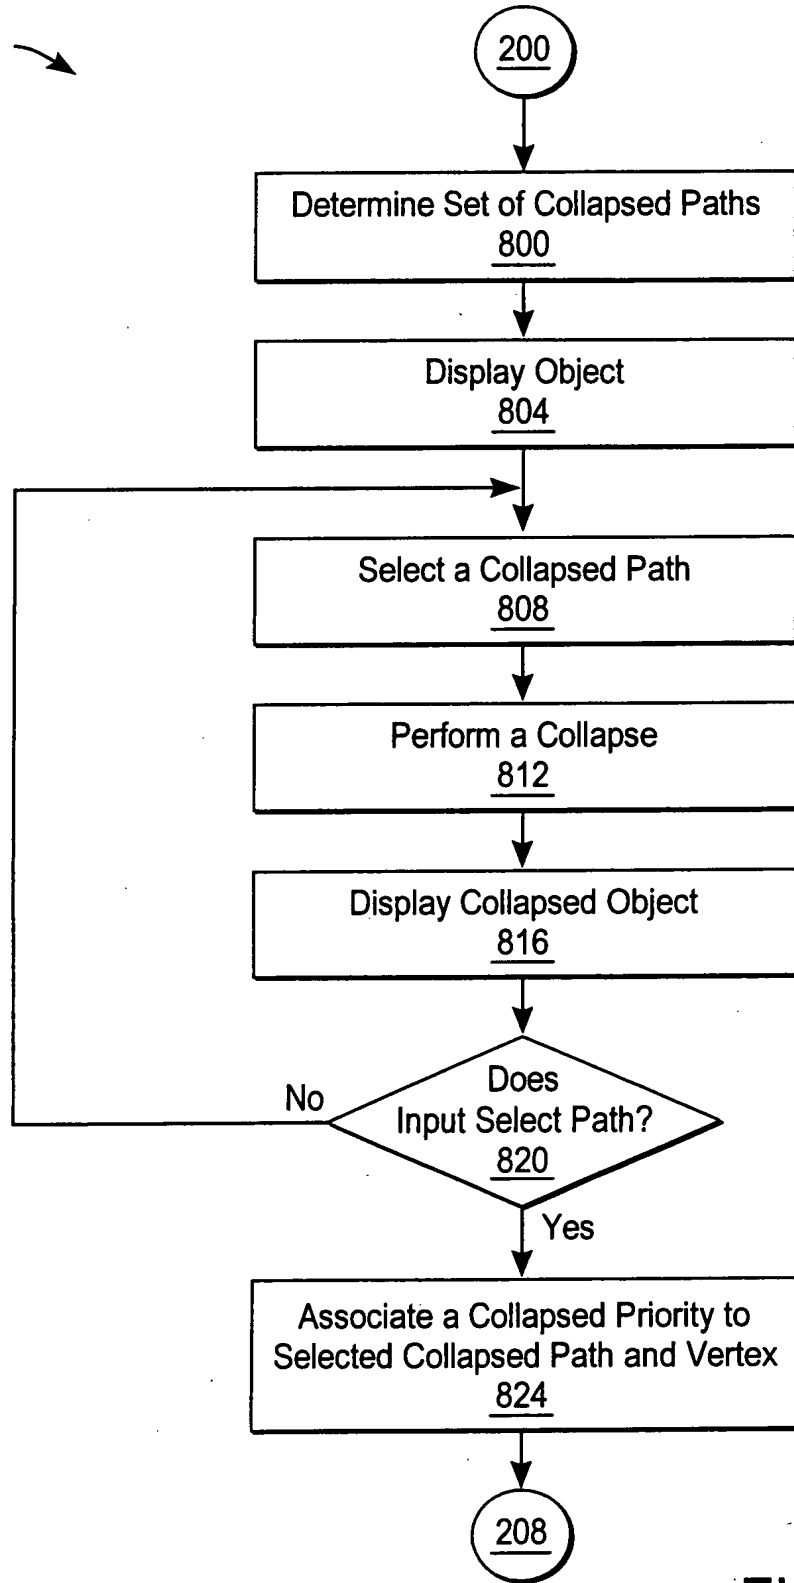 200
Determine Set of Collapsed Paths
800
Display Object
804
Select a Collapsed Path
808
Perform a Collapse
812
Display Collapsed Object
816
Does
Input Select Path?
820
No
Yes
Associate a Collapsed Priority to
Selected Collapsed Path and Vertex
824
208